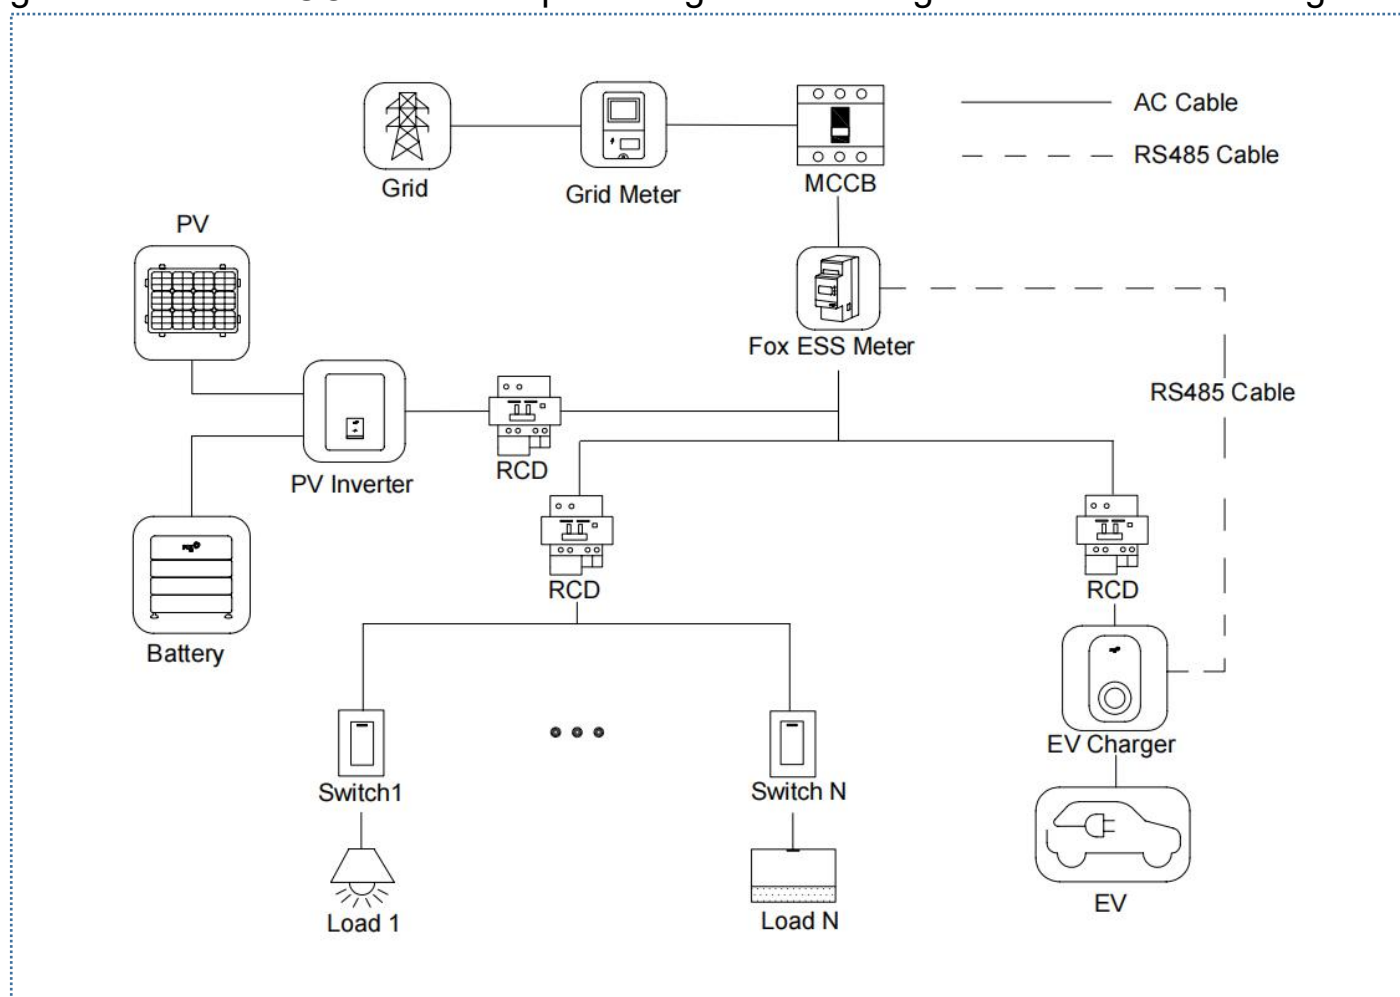 AC Cable
RS485 Cable
Grid
Grid Meter
MCCB
PV
Fox ESS Meter
RS485 Cable
PV Inverter
RCD
RCD
RCD
Battery
EV Charger
Switch1
Switch N
Load 1
Load N
EV